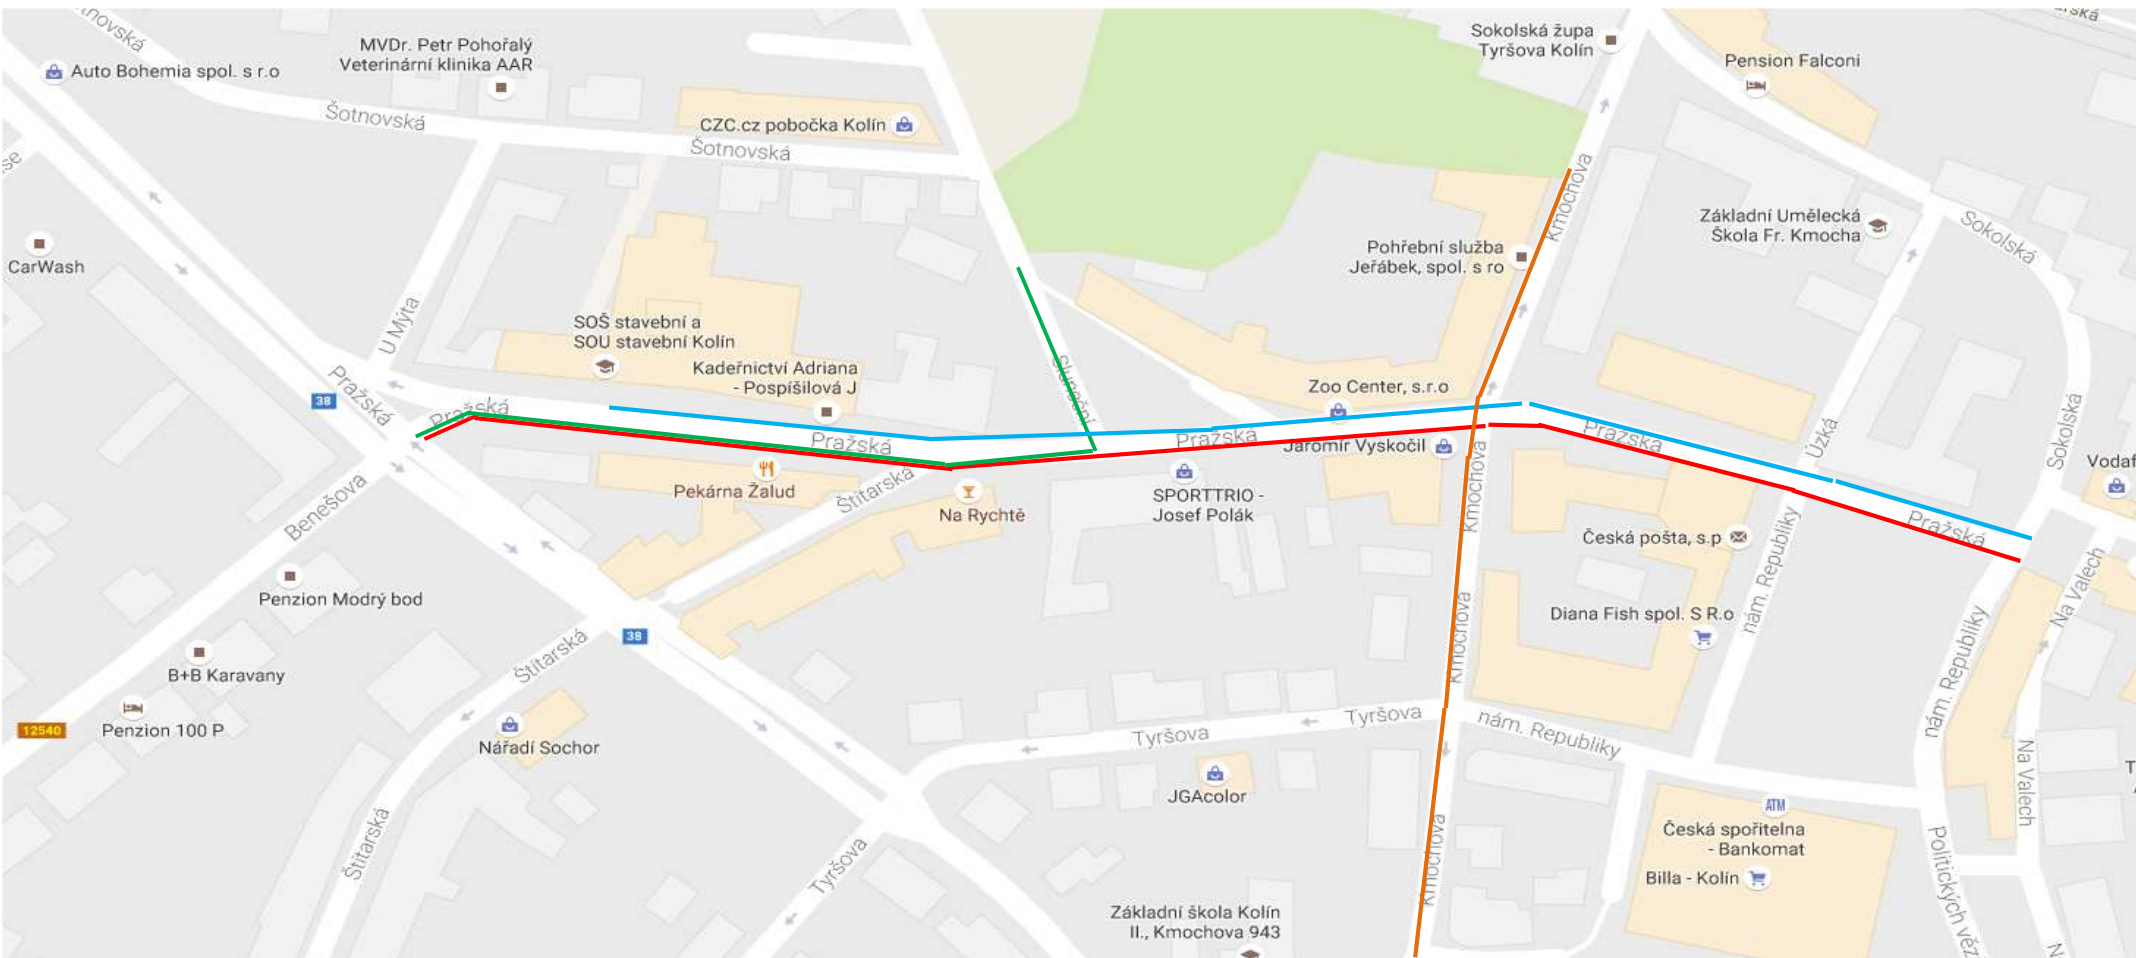 Auto Bohemia spol. s r.o
MVDr. Petr Pohořalý
Veterinární klinika AAR
Šotnovská
CZC.cz pobočka Kolín
Šotnovská
Sokolská župa
Tyršova Kolín
Pension Falconi
Základní Umělecká
Škola Fr. Kmocha
Sokolská
Kmochova
Pohřební služba
Jeřábek, spol. s ro
CarWash
U Mýta
SOŠ stavební a
SOU stavební Kolín
Kadeřnictví Adriana
- Pospíšilová J
Sluneční
Zoo Center, s.r.o
38
Pražská
Pražská
Pražská
Pražská
Jaromír Vyskočil
Pražská
Úzká
Sokolská
Vodaf
Pekárna Žalud
Štítarská
Na Rychtě
SPORTTRIO -
Josef Polák
Kmochova
Česká pošta, s.p
nám. Republiky
Pražská
Benešova
Penzion Modrý bod
38
Štítarská
Kmochova
Diana Fish spol. S R.o
nám. Republiky
Na Valech
B+B Karavany
12540
Penzion 100 P
Nářadí Sochor
Tyršova
Tyršova
nám. Republiky
Na Valech
JGAcolor
ATM
Česká spořitelna
- Bankomat
Billa - Kolín
Štítarská
Tyršova
Kmochova
Politických věz
Základní škola Kolín
II., Kmochova 943
N